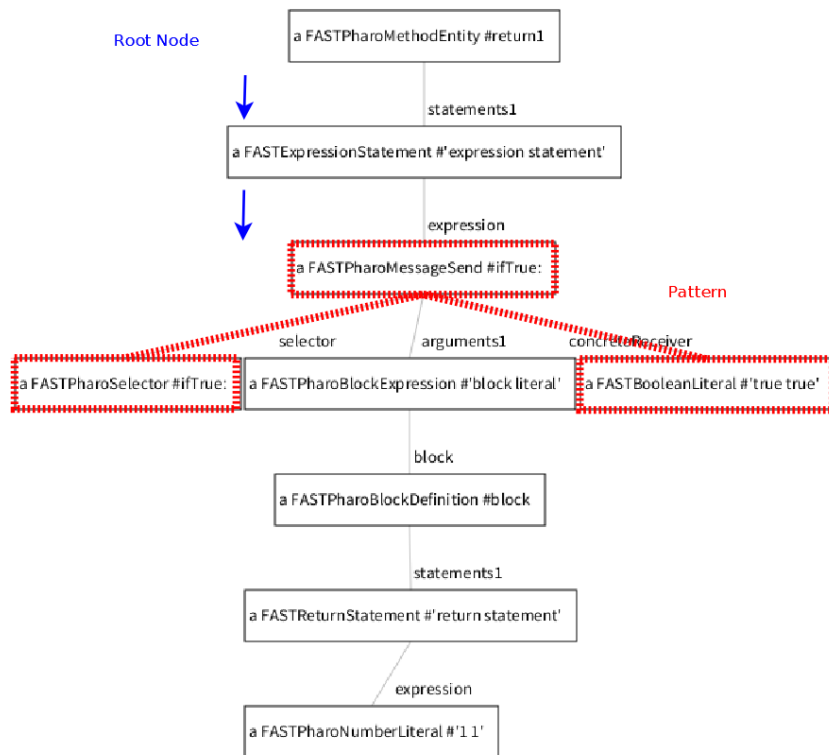 a FASTPharoMethodEntity #return1
Root Node
statements1
a FASTExpressionStatement #'expression statement'
expression
a FASTPharoMessageSend #ifTrue:
Pattern
selector
arguments1
concreteReceiver
a FASTPharoSelector #ifTrue:
a FASTPharoBlockExpression #'block literal'
a FASTBooleanLiteral #'true true'
block
a FASTPharoBlockDefinition #block
statements1
a FASTReturnStatement #'return statement'
expression
a FASTPharoNumberLiteral #'1 1'